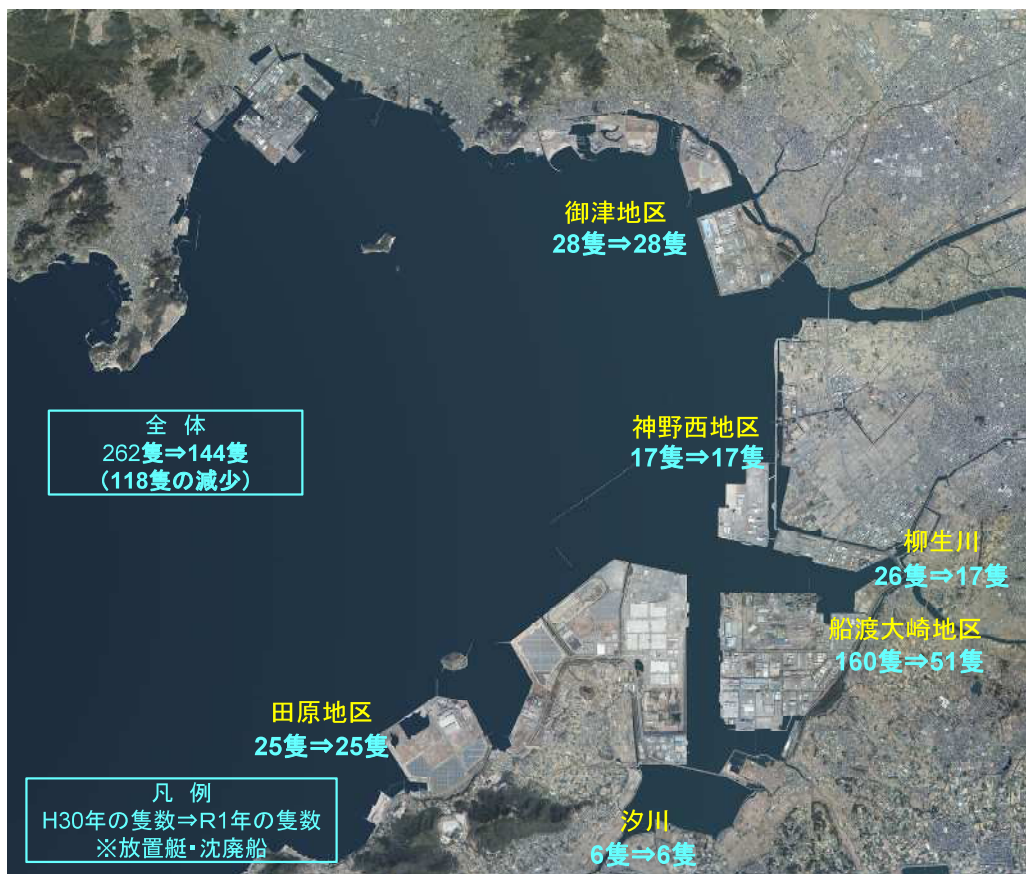 御津地区
28隻⇒28隻
全 体
262隻⇒144隻
（118隻の減少）
神野西地区
17隻⇒17隻
柳生川
26隻⇒17隻
船渡大崎地区
160隻⇒51隻
田原地区
25隻⇒25隻
凡 例
H30年の隻数⇒R1年の隻数
※放置艇・沈廃船
汐川
6隻⇒6隻